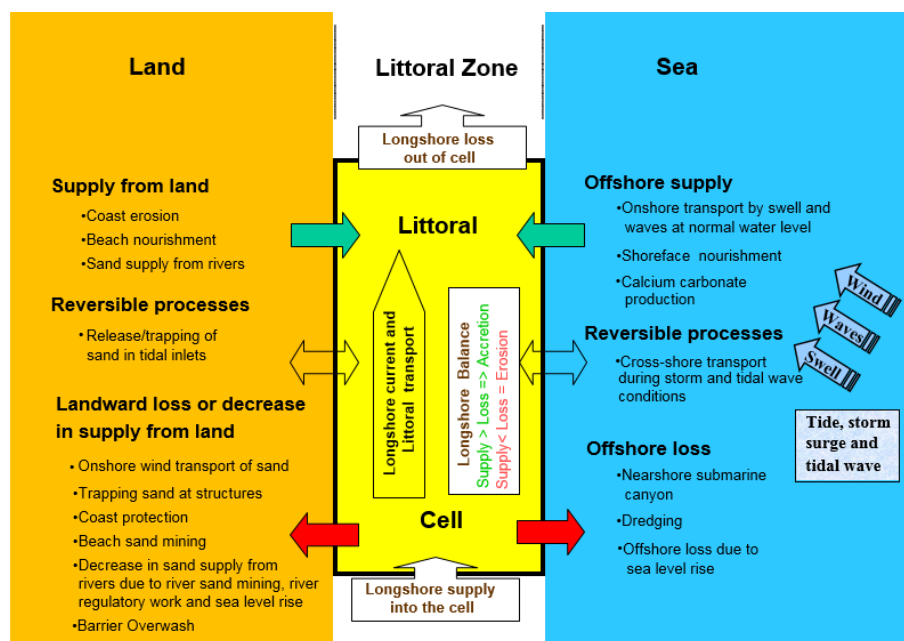 Land
Littoral Zone
Sea
Longshore loss
out of cell
Supply from land
•Coast erosion
•Beach nourishment
•Sand supply from rivers
Reversible processes
•Release/trapping of
sand in tidal inlets
Landward loss or decrease
in supply from land
• Onshore wind transport of sand
•Trapping sand at structures
•Coast protection
•Beach sand mining
•Decrease in sand supply from
rivers due to river sand mining, river
regulatory work and sea level rise
•Barrier Overwash
Littoral
Longshore current and
Littoral transport
Longshore Balance
Supply > Loss => Accretion
Supply< Loss = Erosion
Cell
Longshore supply
into the cell
Offshore supply
•Onshore transport by swell and
waves at normal water level
•Shoreface nourishment
•Calcium carbonate
production
Reversible processes
•Cross-shore transport
during storm and tidal wave
conditions
Offshore loss
•Nearshore submarine
canyon
•Dredging
•Offshore loss due to
sea level rise
Wind
Waves
Swell
Tide, storm
surge and
tidal wave